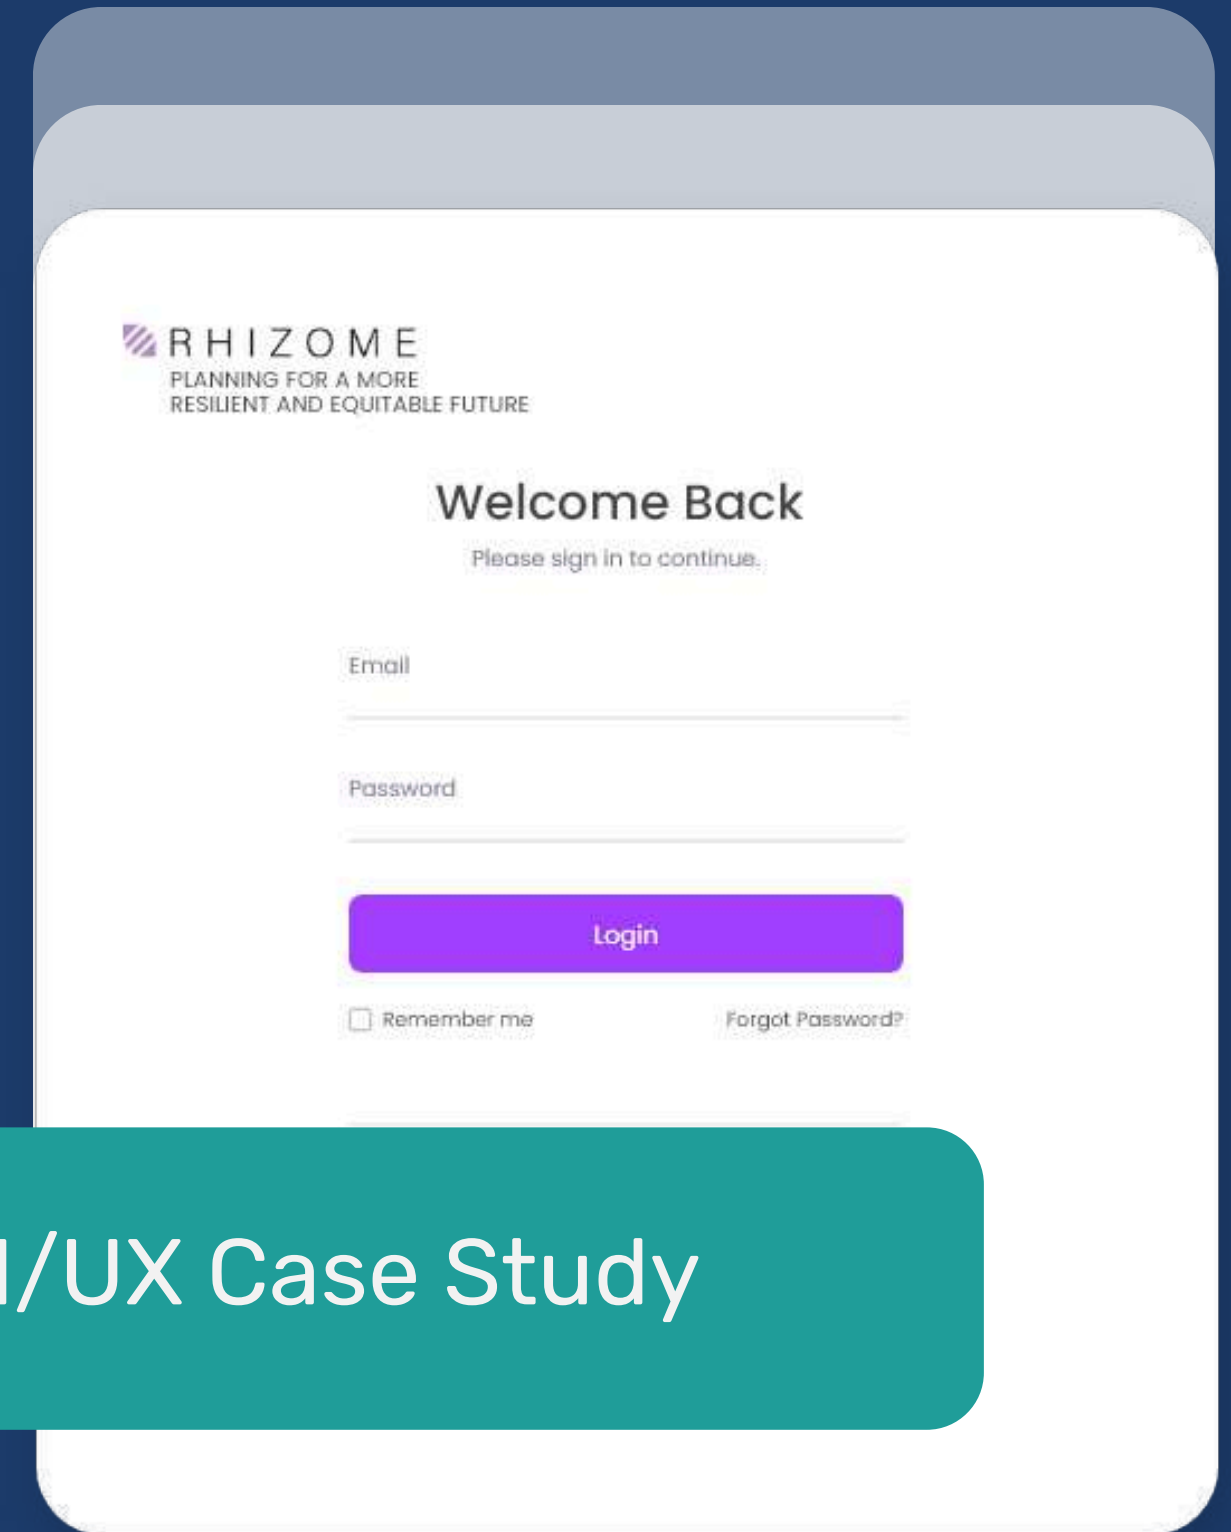 RHIZOME
PLANNING FOR A MORE
RESILIENT AND EQUITABLE FUTURE
Welcome Back
Please sign in to continue.
Email
Password
Login
Remember me
Forgot Password?
I/UX Case Study